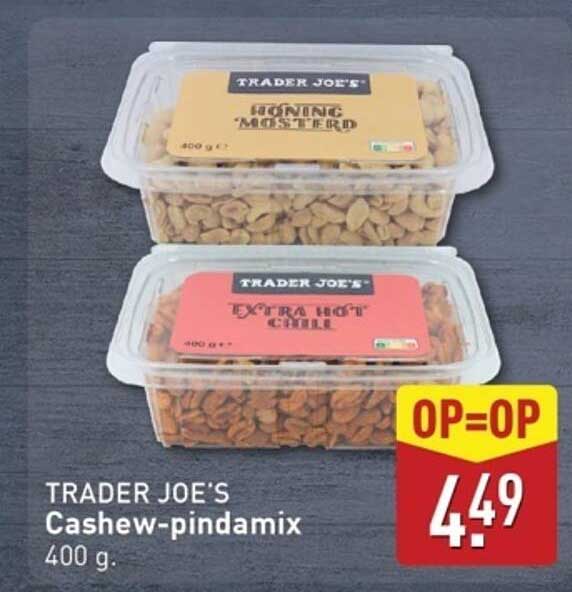 TRADER JOE'S
HONING
MOSTERD
400 g e
TRADER JOE'S
EXTRA HOT
CHILI
400 g e
OP=OP
4.49
TRADER JOE'S
Cashew-pindamix
400 g.